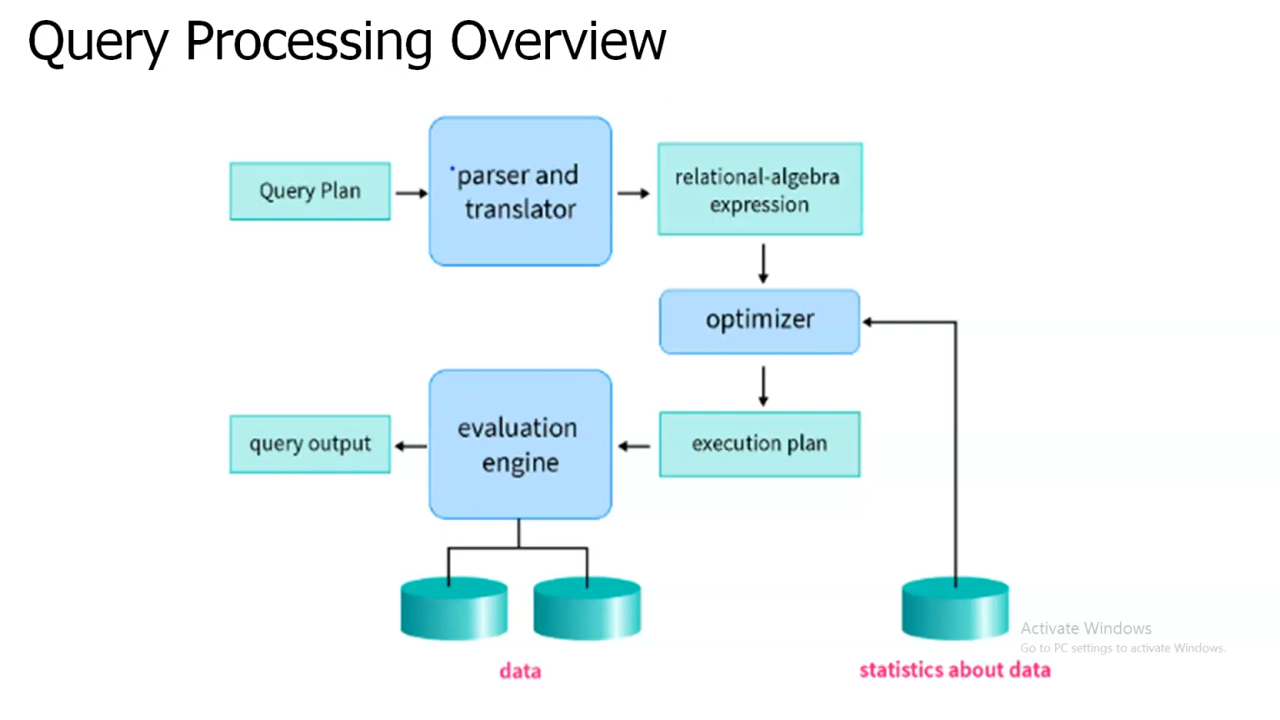 Query Processing Overview
Query Plan
parser and
translator
relational-algebra
expression
optimizer
query output
evaluation
engine
execution plan
data
statistics about data
Activate Windows
Go to PC settings to activate Windows.